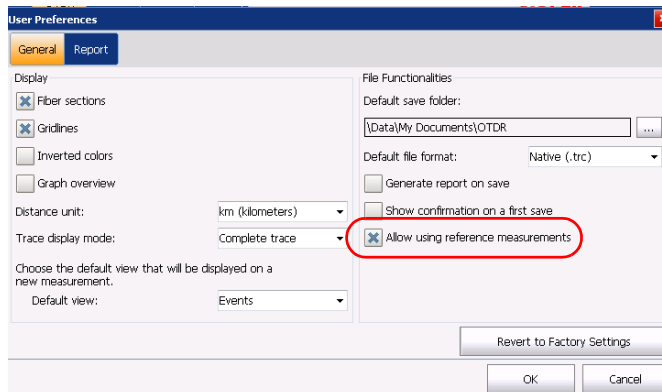 User Preferences
General
Report
Display
Fiber sections
Gridlines
Inverted colors
Graph overview
Distance unit:
km (kilometers)
Trace display mode:
Complete trace
Choose the default view that will be displayed on a
new measurement.
Default view:
Events
File Functionalities
Default save folder:
\Data\My Documents\OTDR
...
Default file format:
Native (.trc)
Generate report on save
Show confirmation on a first save
Allow using reference measurements
Revert to Factory Settings
OK
Cancel